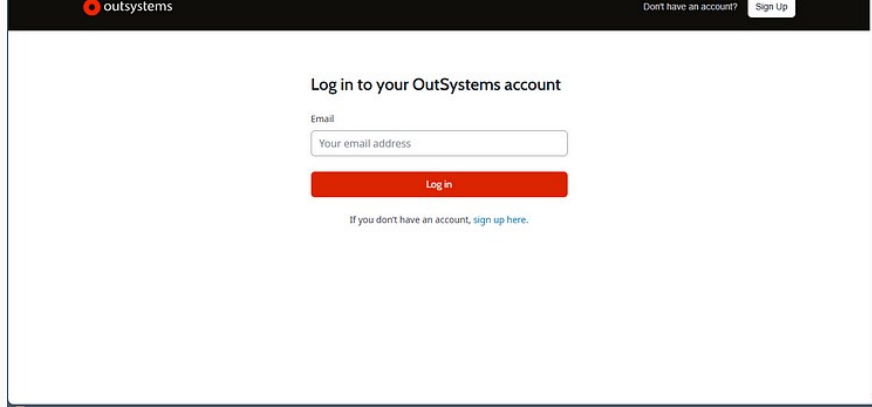 outsystems
Don't have an account? Sign Up
Log in to your OutSystems account
Email
Your email address
Log in
If you don't have an account, sign up here.